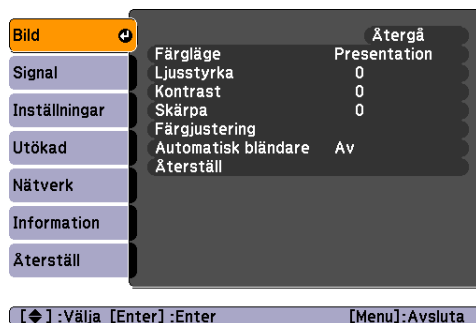 Bild
Signal
Inställningar
Utökad
Nätverk
Information
Återställ
Återgå
Färgläge Presentation
Ljusstyrka 0
Kontrast 0
Skärpa 0
Färgjustering
Automatisk bländare Av
Återställ
[◆] :Välja [Enter] :Enter [Menu]:Avsluta